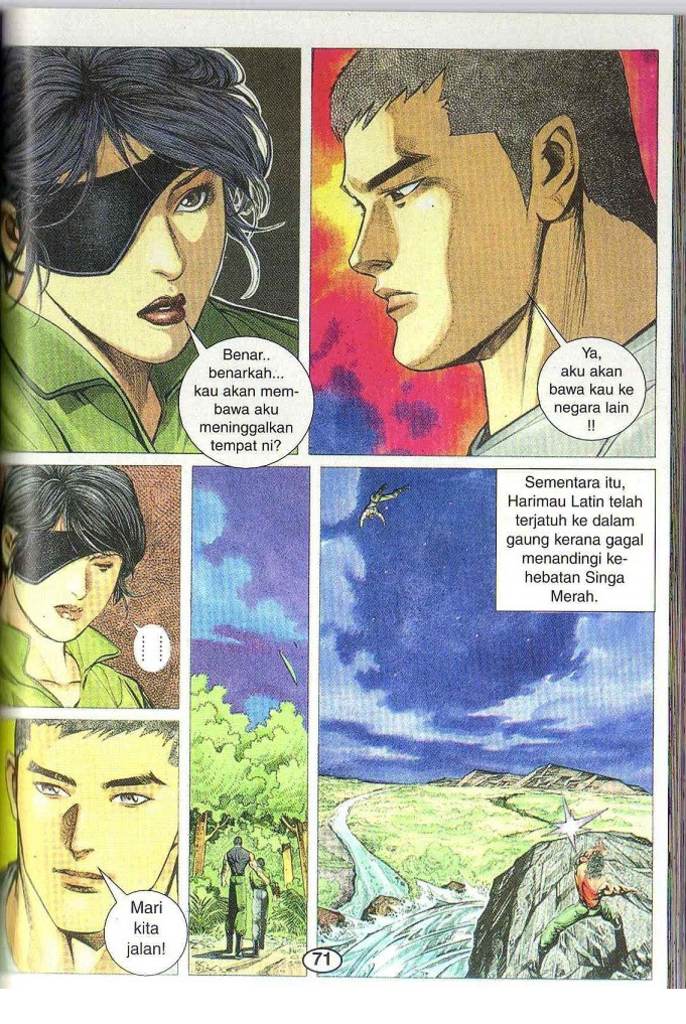 Benar..
benarkah...
kau akan mem-
bawa aku
meninggalkan
tempat ni?
Ya,
aku akan
bawa kau ke
negara lain
!!
......
Mari
kita
jalan!
Sementara itu,
Harimau Latin telah
terjatuh ke dalam
gaung kerana gagal
menandingi ke-
hebatan Singa
Merah.
71